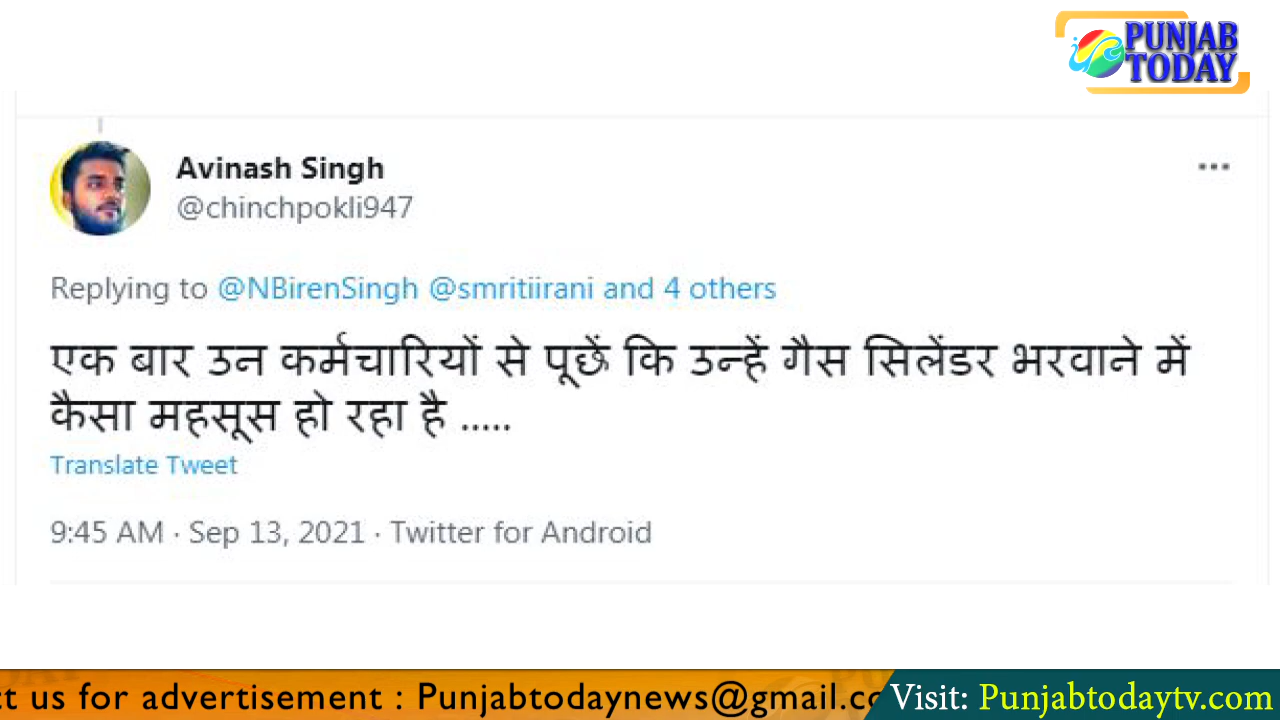 PUNJAB
TODAY
Avinash Singh
@chinchpokli947
Replying to @NBirenSingh @smritiirani and 4 others
एक बार उन कर्मचारियों से पूछें कि उन्हें गैस सिलेंडर भरवाने में
कैसा महसूस हो रहा है .....
Translate Tweet
9:45 AM · Sep 13, 2021 · Twitter for Android
us for advertisement : Punjabtodaynews@gmail.co
Visit: Punjabtodaytv.com